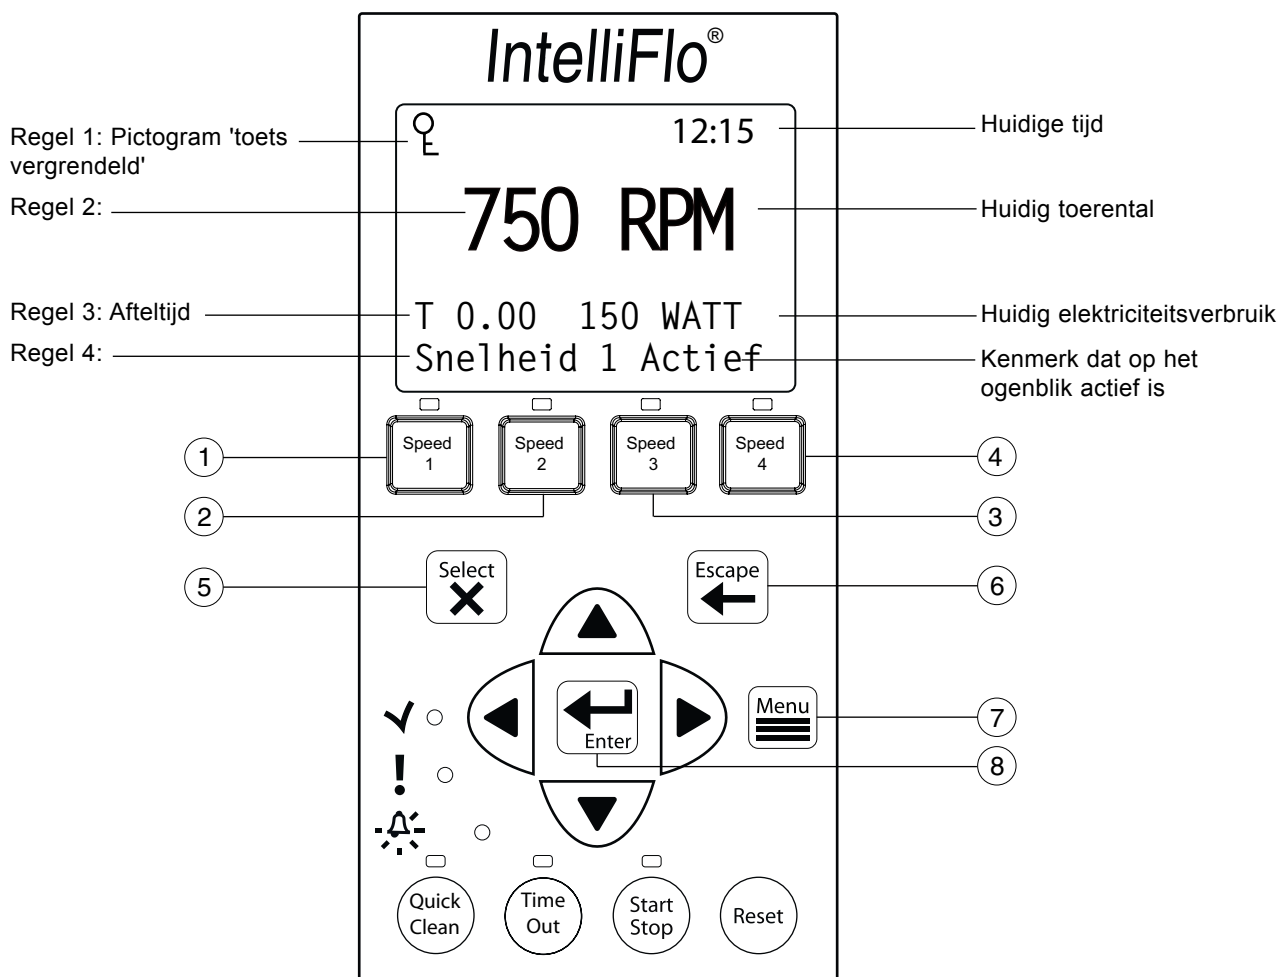 IntelliFlo®
Regel 1: Pictogram 'toets
vergrendeld'
12:15
Huidige tijd
Regel 2:
750 RPM
Huidig toerental
Regel 3: Afteltijd
T 0.00 150 WATT
Huidig elektriciteitsverbruik
Regel 4:
Snelheid 1 Actief
Kenmerk dat op het
ogenblik actief is
1
Speed
1
Speed
2
Speed
3
Speed
4
4
2
3
5
Select
Escape
6
Menu
7
Enter
8
!
Quick
Clean
Time
Out
Start
Stop
Reset